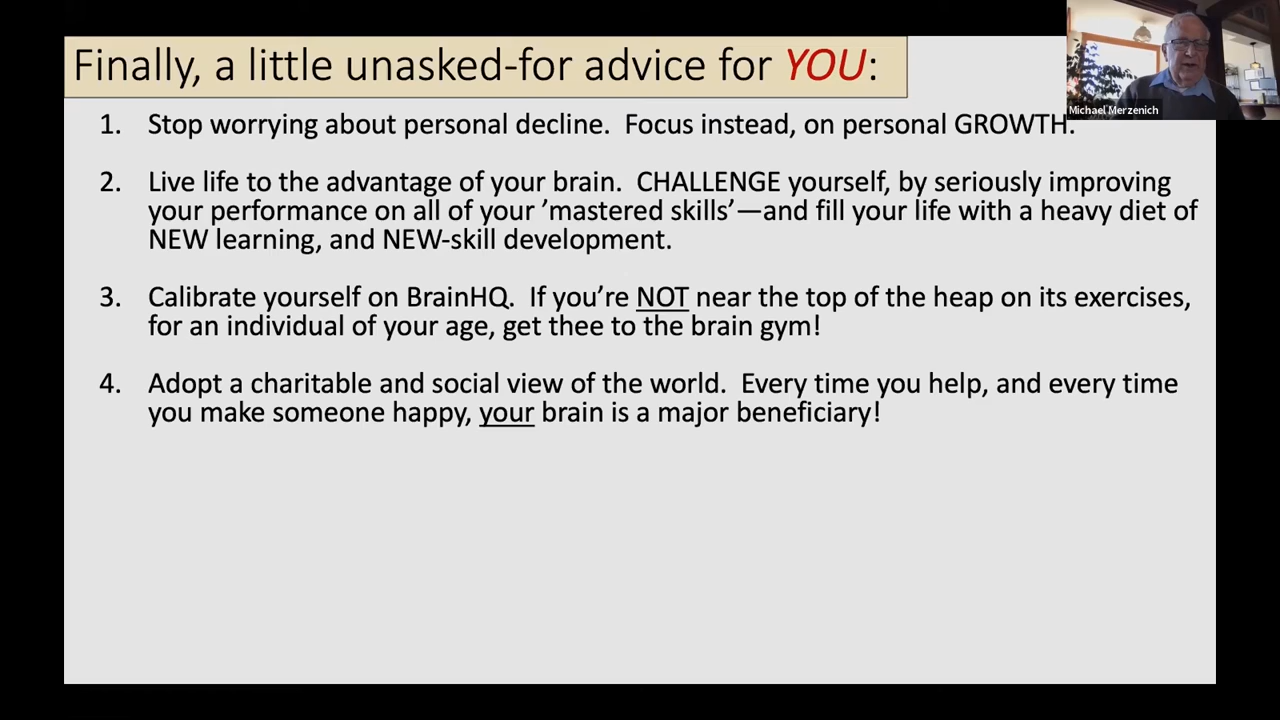 Finally, a little unasked-for advice for YOU:
Michael Merzenich
1. Stop worrying about personal decline. Focus instead, on personal GROWTH.
2. Live life to the advantage of your brain. CHALLENGE yourself, by seriously improving
your performance on all of your ’mastered skills’—and fill your life with a heavy diet of
NEW learning, and NEW-skill development.
3. Calibrate yourself on BrainHQ. If you’re NOT near the top of the heap on its exercises,
for an individual of your age, get thee to the brain gym!
4. Adopt a charitable and social view of the world. Every time you help, and every time
you make someone happy, your brain is a major beneficiary!